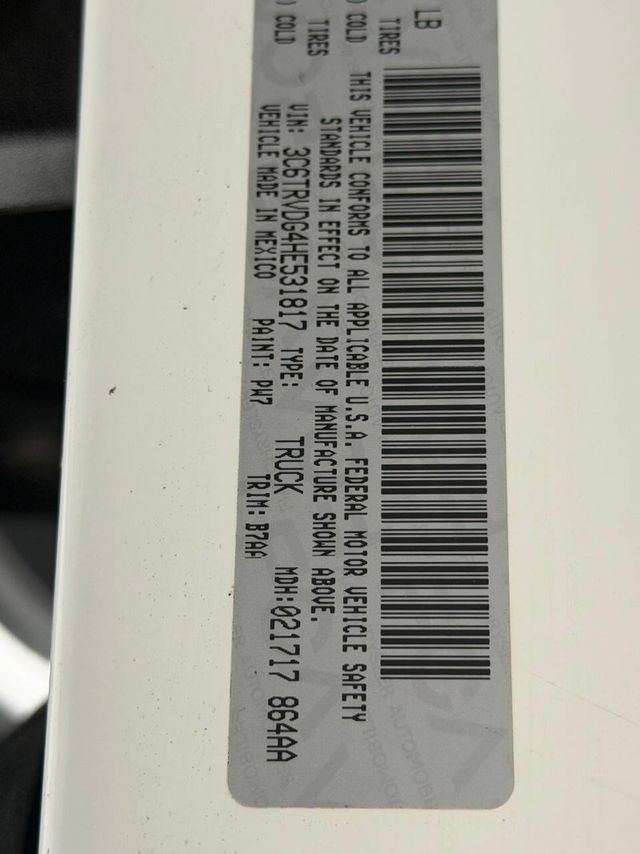 LB
TIRES
) COLD
TIRES
) COLD
THIS VEHICLE CONFORMS TO ALL APPLICABLE U.S.A. FEDERAL MOTOR VEHICLE SAFETY
STANDARDS IN EFFECT ON THE DATE OF MANUFACTURE SHOWN ABOVE.
VIN: 3C6TRVDG4HE531817 TYPE: TRUCK MDH:021717 864AA
VEHICLE MADE IN MEXICO PAINT: PW7 TRIM: B7AA